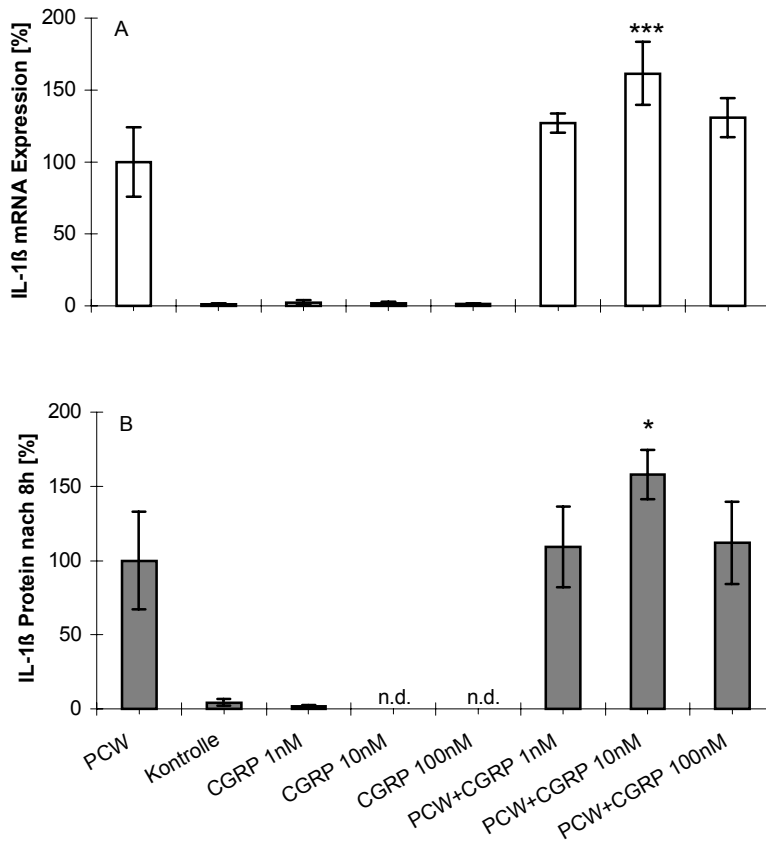 A
IL-1ß mRNA Expression [%]
200
150
100
50
0
***
B
IL-1ß Protein nach 8h [%]
200
150
100
50
0
n.d.
n.d.
*
PCW
Kontrolle
CGRP 1nM
CGRP 10nM
CGRP 100nM
PCW+CGRP 1nM
PCW+CGRP 10nM
PCW+CGRP 100nM